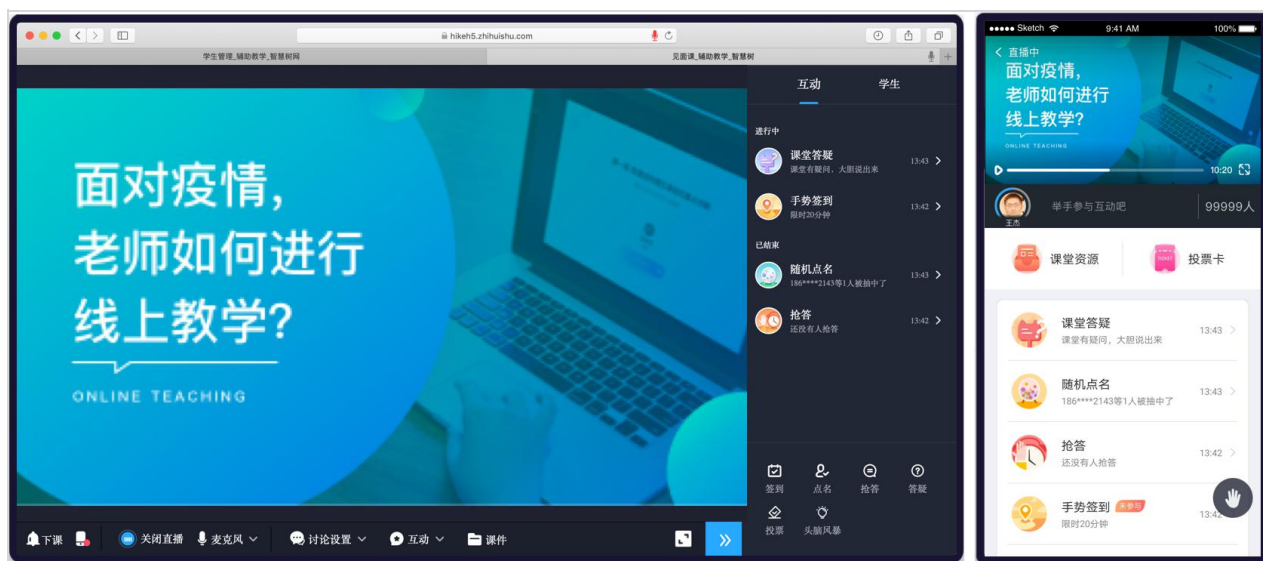 hikeh5.zhihuishu.com
学生管理_辅助教学_智慧树网
见面课_辅助教学_智慧树
面对疫情,
老师如何进行
线上教学?
ONLINE TEACHING
互动
学生
进行中
课堂答疑
课堂有疑问，大胆说出来
13:43
手势签到
限时20分钟
13:42
已结束
随机点名
186****2143等1人被抽中了
13:43
抢答
还没有人抢答
13:42
签到
点名
抢答
答疑
投票
头脑风暴
下课
关闭直播
麦克风
讨论设置
互动
课件
Sketch
9:41 AM
100%
直播中
面对疫情,
老师如何进行
线上教学?
ONLINE TEACHING
10:20
王杰
举手参与互动吧
99999人
课堂资源
TICKET
投票卡
课堂答疑
课堂有疑问，大胆说出来
13:43
随机点名
186****2143等1人被抽中了
13:43
抢答
还没有人抢答
13:42
手势签到
未参与
限时20分钟
13:42